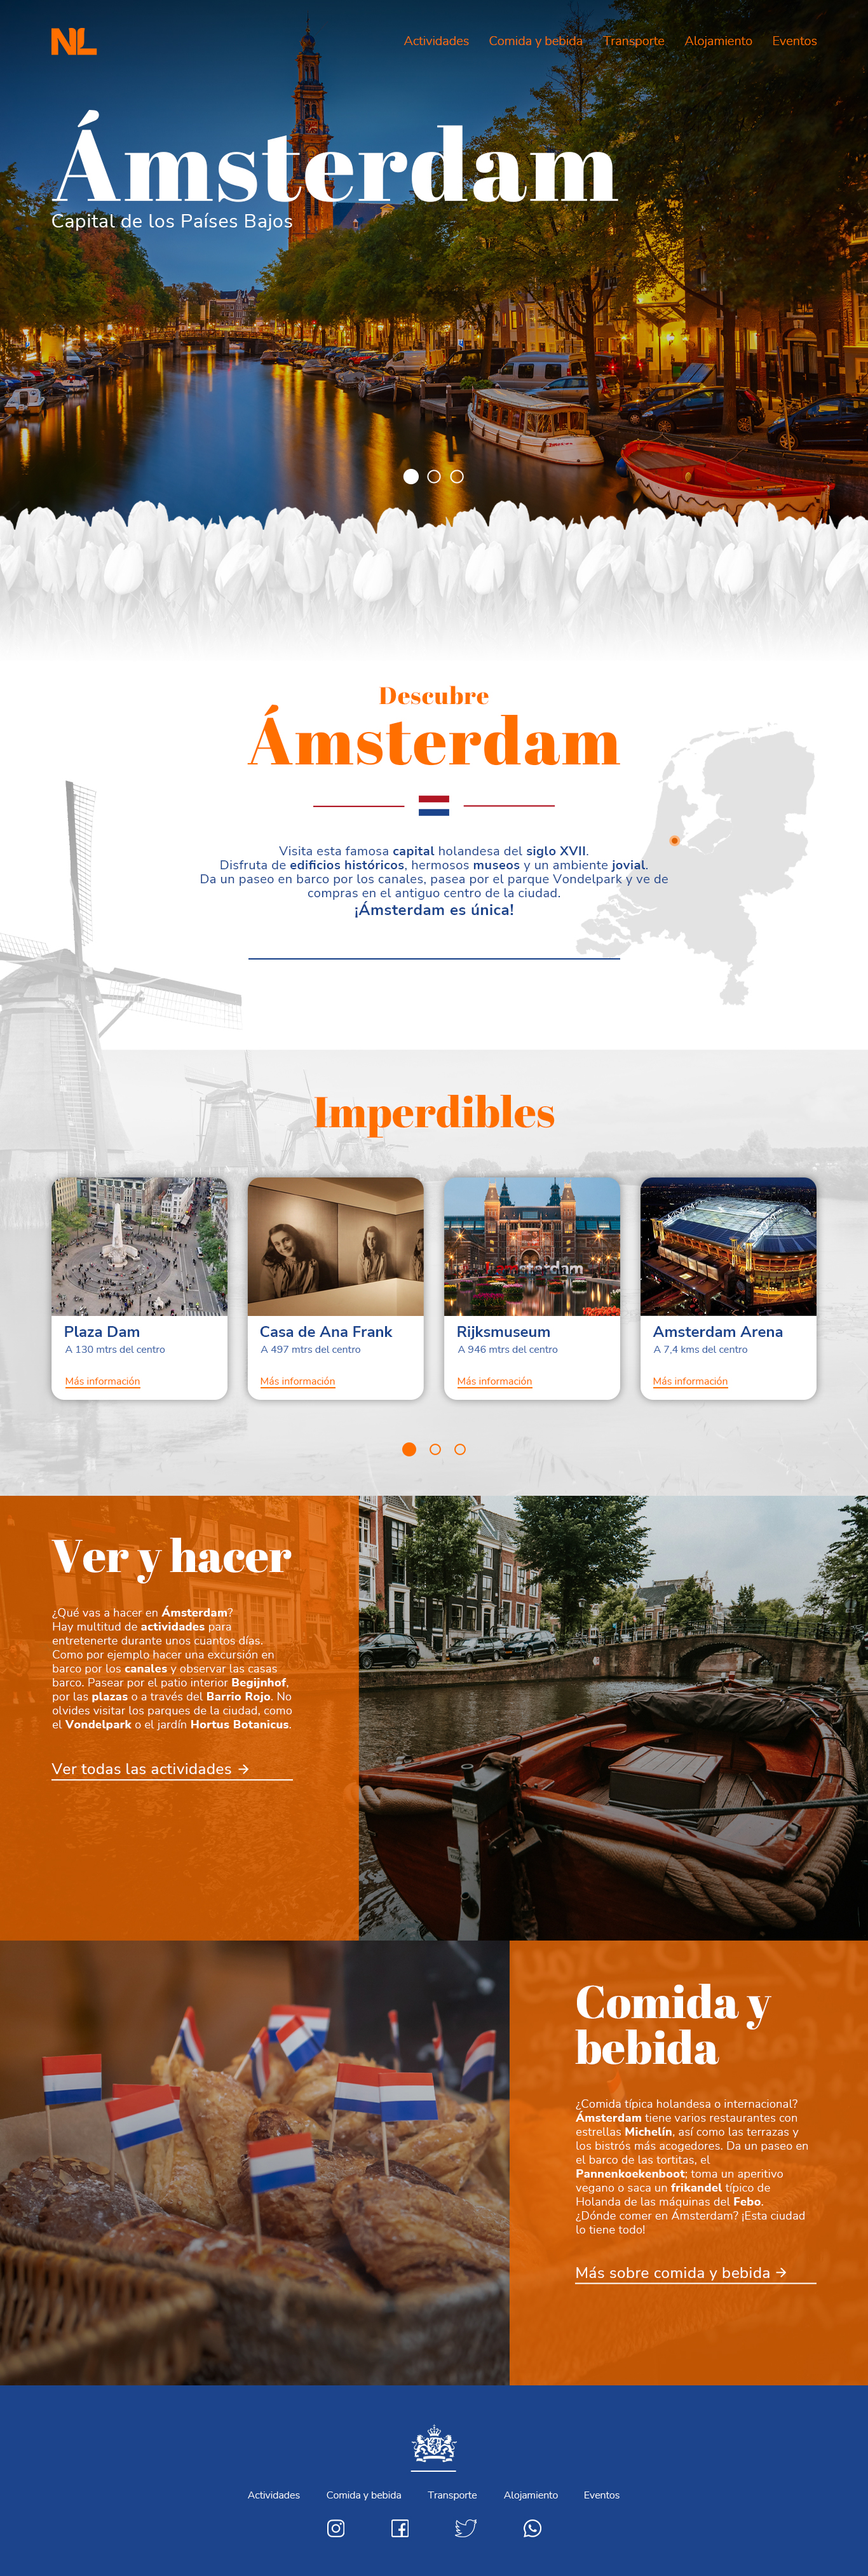 NL
Actividades Comida y bebida Transporte Alojamiento Eventos
Ámsterdam
Capital de los Países Bajos
Descubre
Ámsterdam
Visita esta famosa capital holandesa del siglo XVII.
Disfruta de edificios históricos, hermosos museos y un ambiente jovial.
Da un paseo en barco por los canales, pasea por el parque Vondelpark y ve de
compras en el antiguo centro de la ciudad.
¡Ámsterdam es única!
Imperdibles
Plaza Dam
A 130 mtrs del centro
Más información
Casa de Ana Frank
A 497 mtrs del centro
Más información
Rijksmuseum
A 946 mtrs del centro
Más información
Amsterdam Arena
A 7,4 kms del centro
Más información
Ver y hacer
¿Qué vas a hacer en Ámsterdam?
Hay multitud de actividades para
entretenerte durante unos cuantos días.
Como por ejemplo hacer una excursión en
barco por los canales y observar las casas
barco. Pasear por el patio interior Begijnhof,
por las plazas o a través del Barrio Rojo. No
olvides visitar los parques de la ciudad, como
el Vondelpark o el jardín Hortus Botanicus.
Ver todas las actividades →
Comida y
bebida
¿Comida típica holandesa o internacional?
Ámsterdam tiene varios restaurantes con
estrellas Michelín, así como las terrazas y
los bistrós más acogedores. Da un paseo en
el barco de las tortitas, el
Pannenkoekenboot; toma un aperitivo
vegano o saca un frikandel típico de
Holanda de las máquinas del Febo.
¿Dónde comer en Ámsterdam? ¡Esta ciudad
lo tiene todo!
Más sobre comida y bebida →
Actividades Comida y bebida Transporte Alojamiento Eventos